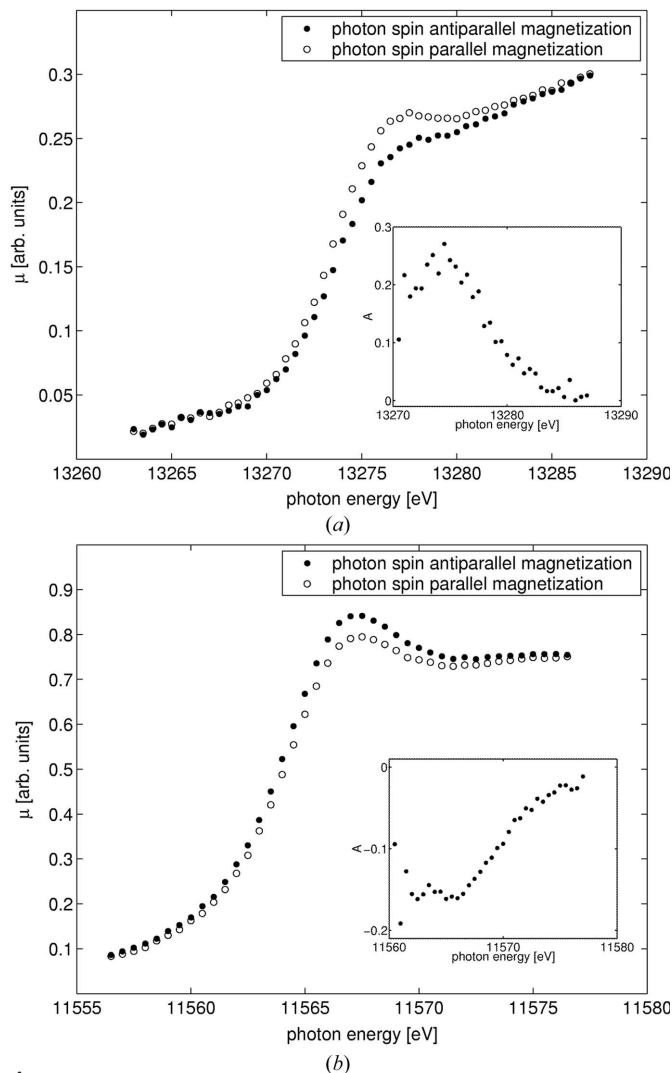 photon spin antiparallel magnetization
photon spin parallel magnetization
0.3
0.25
0.2
0.15
0.1
0.05
μ [arb. units]
13260 13265 13270 13275 13280 13285 13290
photon energy [eV]
0.3
0.2
0.1
0
A
13270 13280 13290
photon energy [eV]
(a)
photon spin antiparallel magnetization
photon spin parallel magnetization
0.9
0.8
0.7
0.6
0.5
0.4
0.3
0.2
0.1
μ [arb. units]
11555 11560 11565 11570 11575 11580
photon energy [eV]
0
−0.1
−0.2
A
11560 11570 11580
photon energy [eV]
(b)